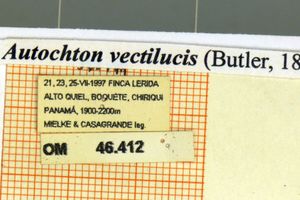 Autochton vectilucis (Butler, 18
21, 23, 25-VII-1997 FINCA LERIDA
ALTO QUIEL, BOQUETE, CHIRIQUI
PANAMÁ, 1900-2200m
MIELKE & CASAGRANDE leg.
OM 46.412